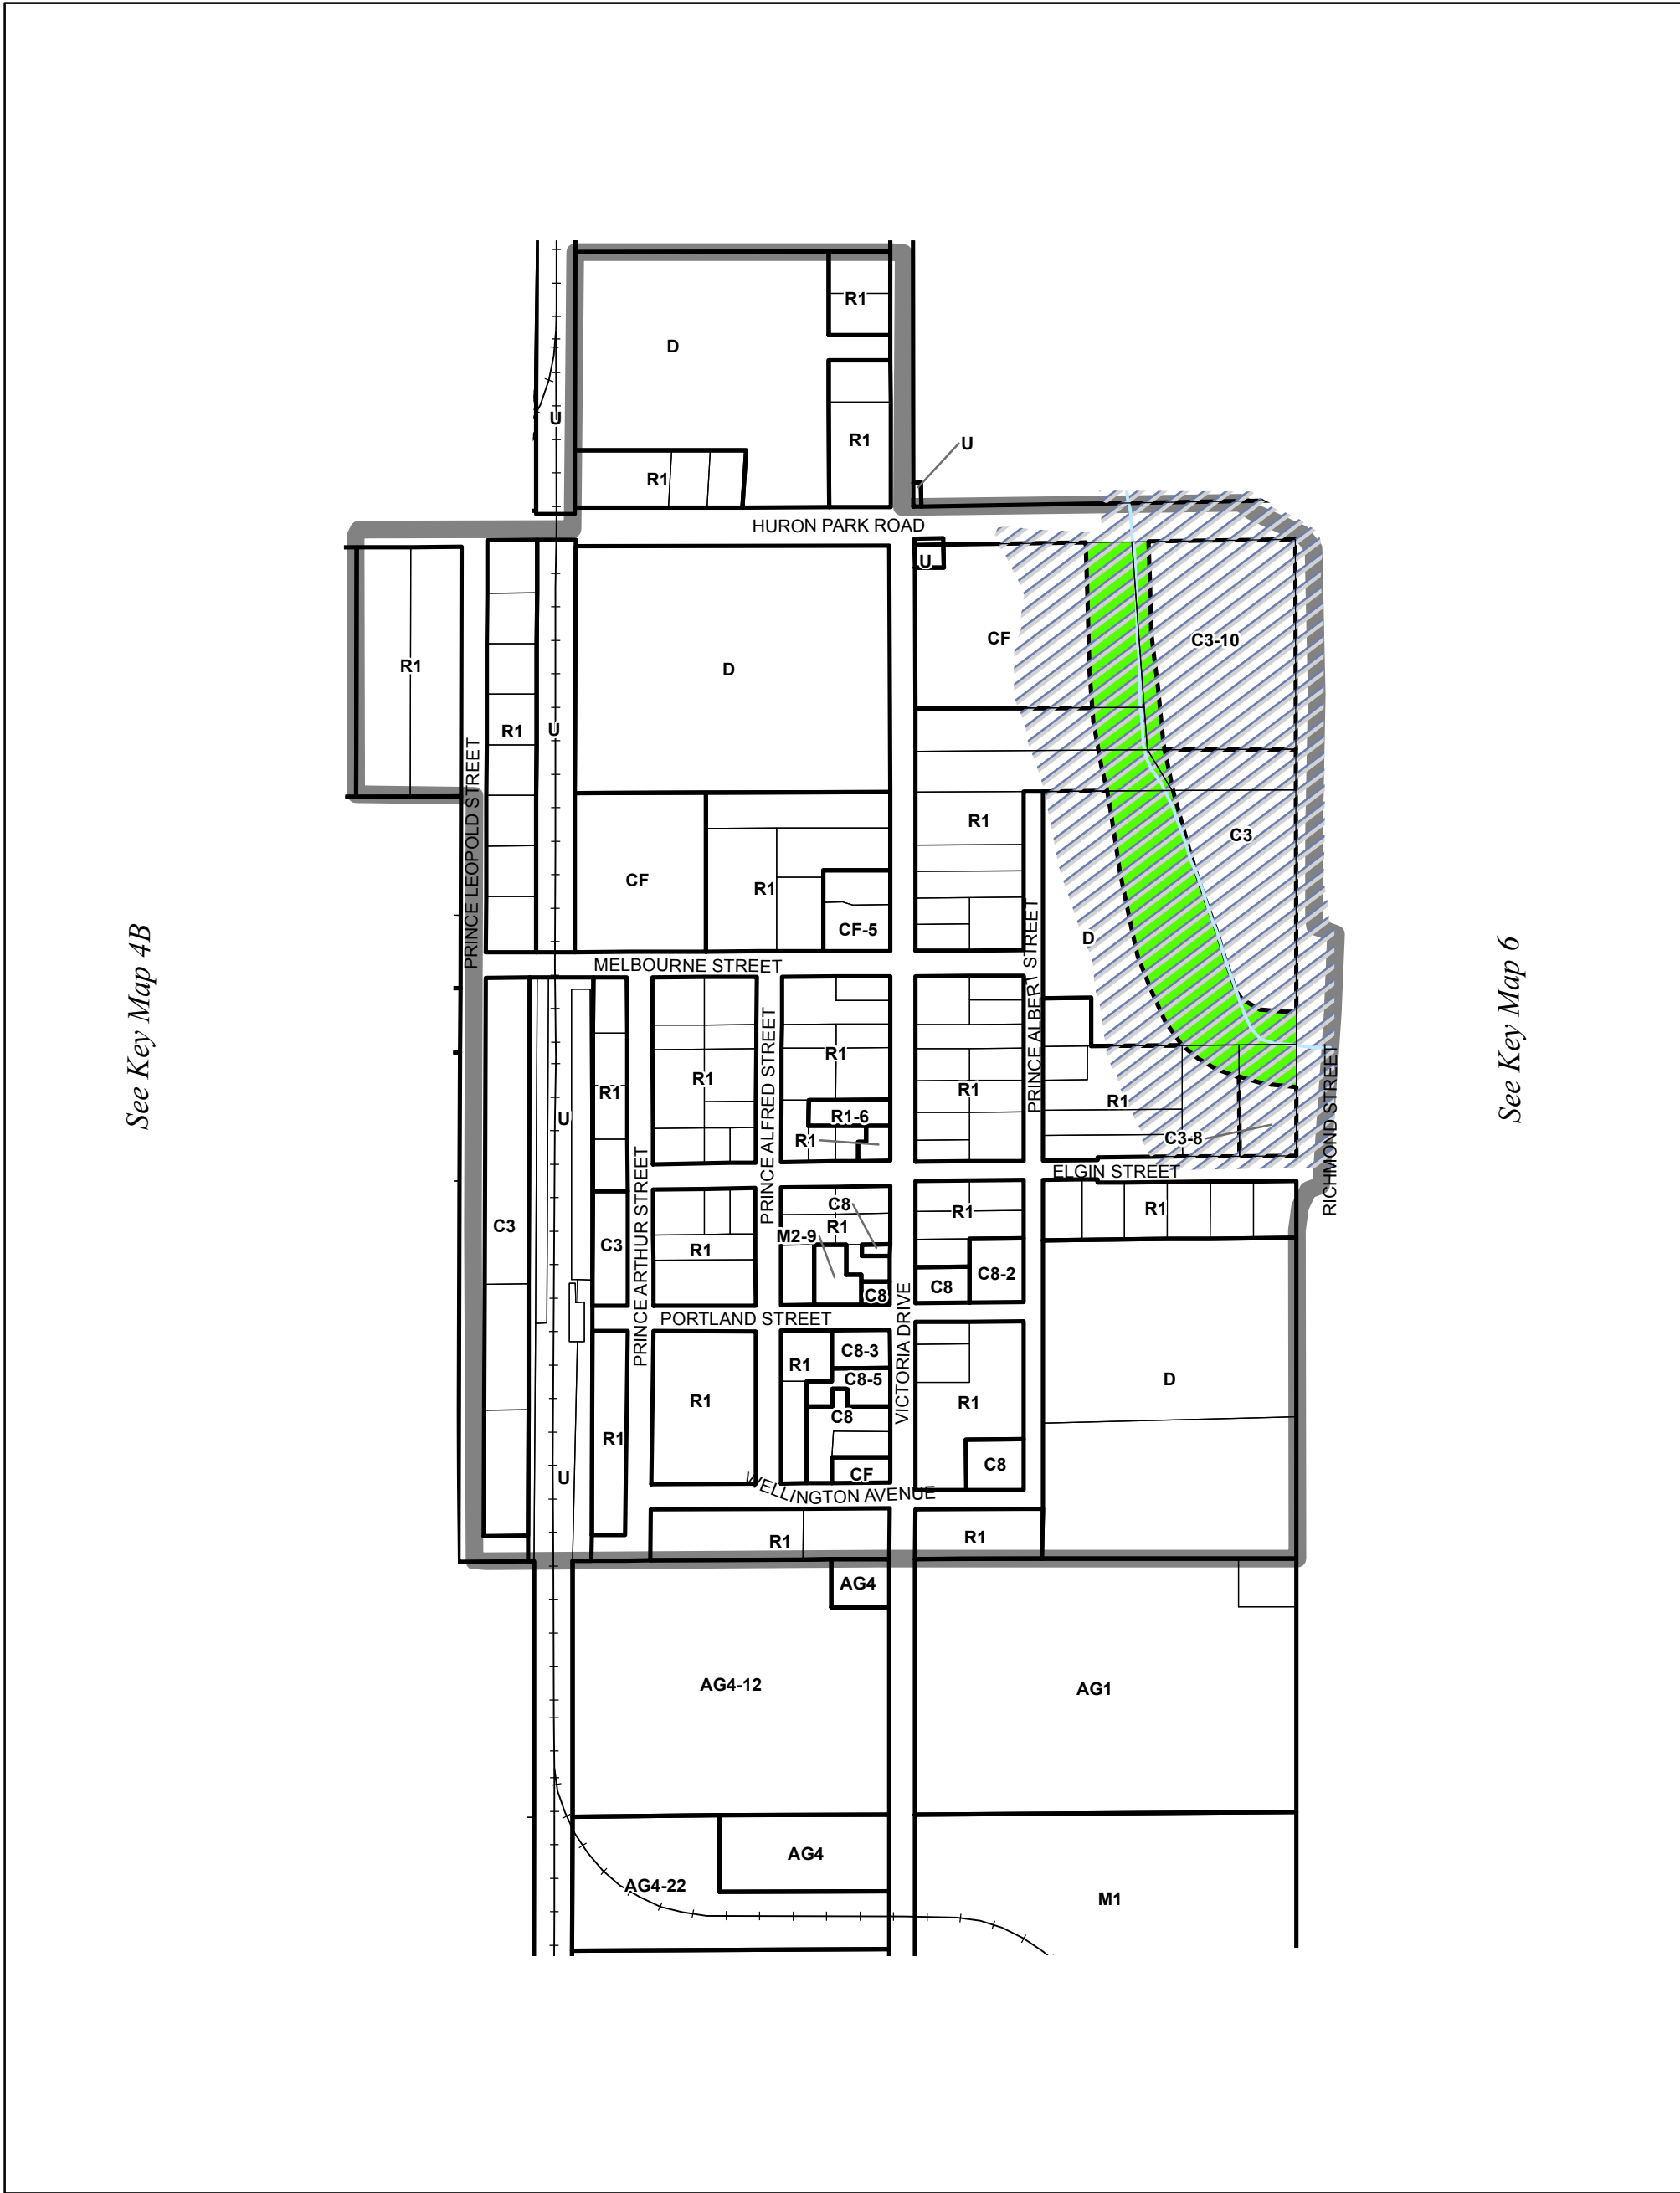 R1
D
U
R1
U
R1
HURON PARK ROAD
U
CF
C3-10
R1
D
R1
U
PRINCE LEOPOLD STREET
R1
C3
CF
R1
CF-5
D
See Key Map 4B
See Key Map 6
MELBOURNE STREET
PRINCE ALBERT STREET
R1
R1
R1
R1
U
R1
R1
R1-6
R1
C3-8
PRINCE ALFRED STREET
ELGIN STREET
RICHMOND STREET
PRINCE ARTHUR STREET
C8
R1
R1
R1
M2-9
C3
C3
R1
C8-2
C8
C8
PORTLAND STREET
VICTORIA DRIVE
C8-3
R1
C8-5
D
R1
R1
C8
R1
C8
CF
U
WELLINGTON AVENUE
R1
R1
AG4
AG4-12
AG1
AG4
AG4-22
M1